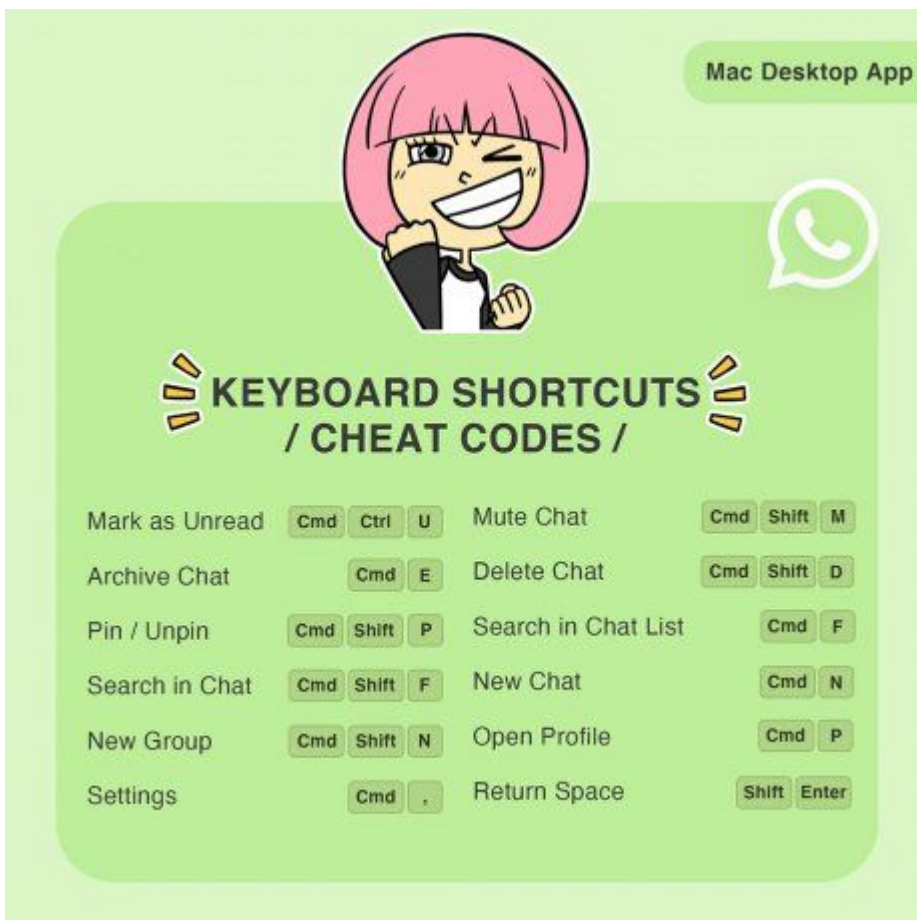 Mac Desktop App
KEYBOARD SHORTCUTS
/ CHEAT CODES /
Mark as Unread Cmd Ctrl U
Archive Chat Cmd E
Pin / Unpin Cmd Shift P
Search in Chat Cmd Shift F
New Group Cmd Shift N
Settings Cmd ,
Mute Chat Cmd Shift M
Delete Chat Cmd Shift D
Search in Chat List Cmd F
New Chat Cmd N
Open Profile Cmd P
Return Space Shift Enter